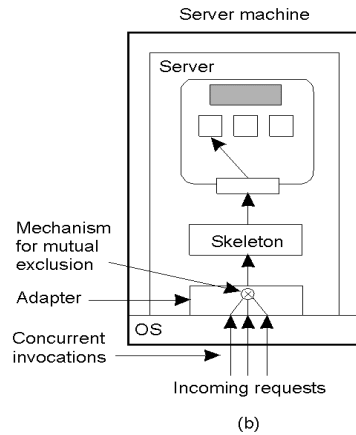 Server machine
Server
Mechanism
for mutual
exclusion
Skeleton
Adapter
OS
Concurrent
invocations
Incoming requests
(b)